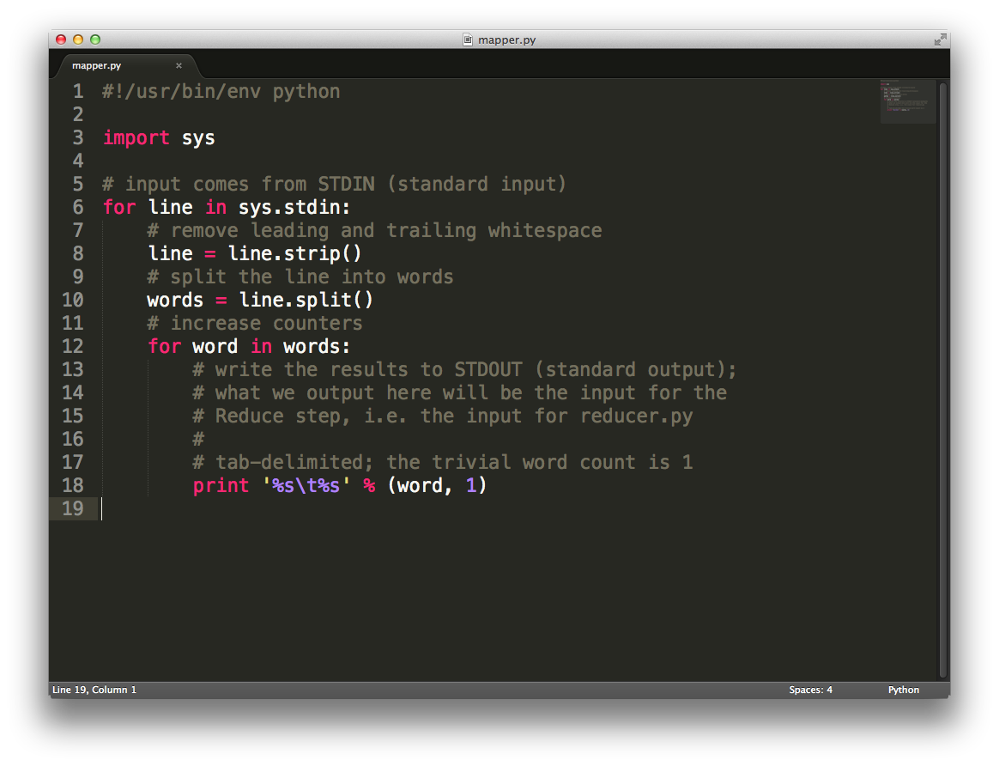 mapper.py
mapper.py ×
1 #!/usr/bin/env python
2
3 import sys
4
5 # input comes from STDIN (standard input)
6 for line in sys.stdin:
7     # remove leading and trailing whitespace
8     line = line.strip()
9     # split the line into words
10     words = line.split()
11     # increase counters
12     for word in words:
13         # write the results to STDOUT (standard output);
14         # what we output here will be the input for the
15         # Reduce step, i.e. the input for reducer.py
16         #
17         # tab-delimited; the trivial word count is 1
18         print '%s\t%s' % (word, 1)
19
Line 19, Column 1 Spaces: 4 Python